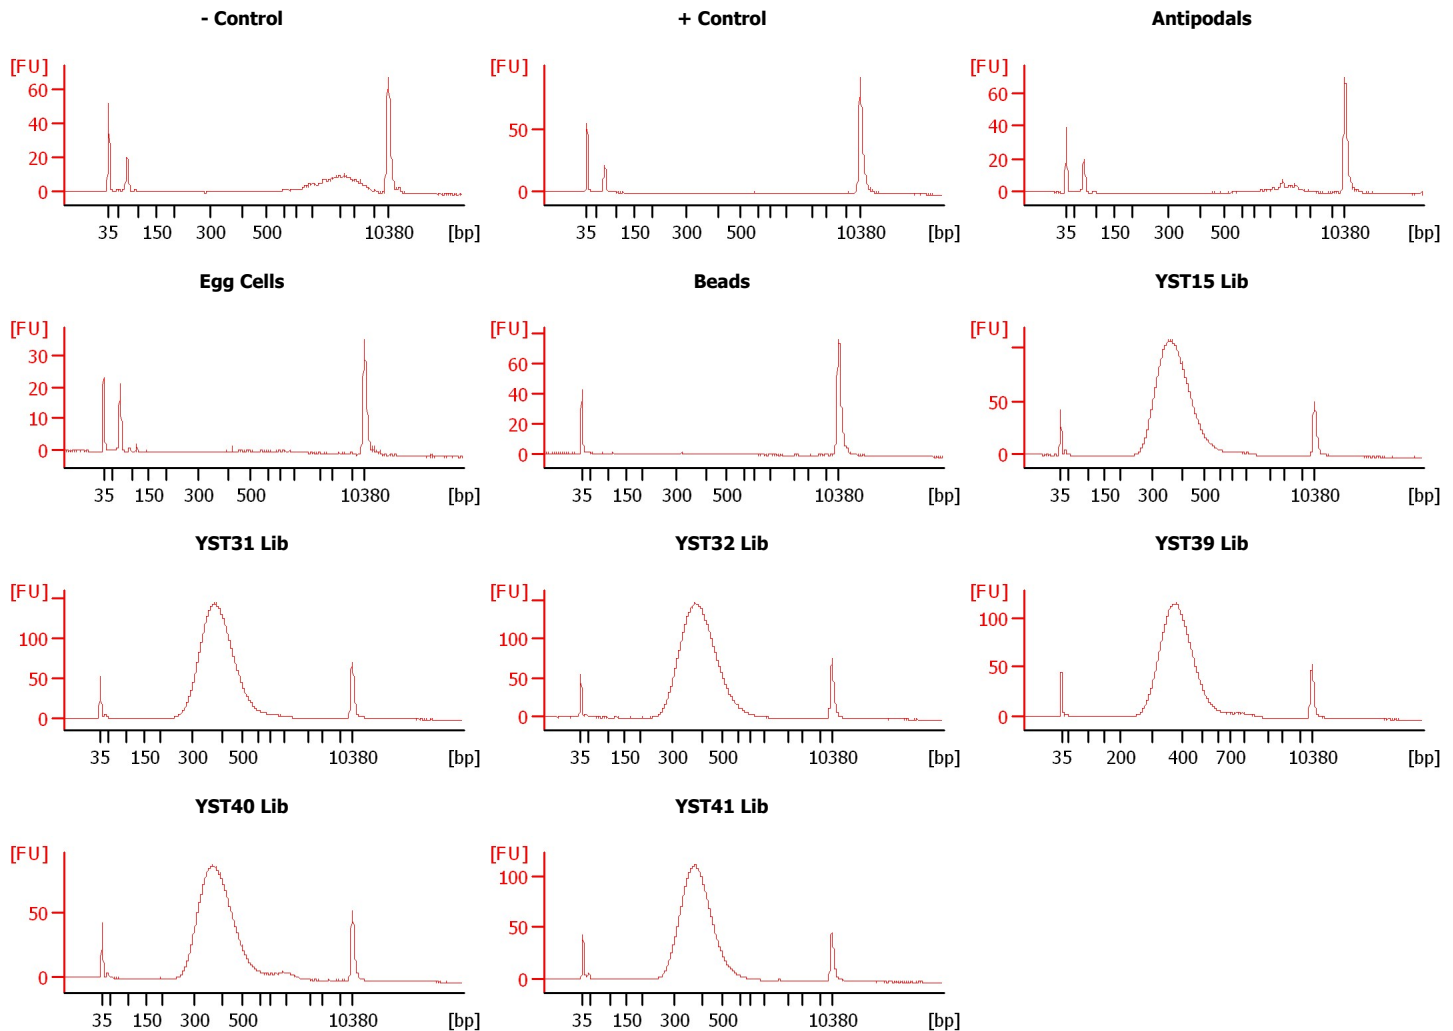 - Control
[FU]
60
40
20
0
35 150 300 500 10380 [bp]
+ Control
[FU]
50
0
35 150 300 500 10380 [bp]
Antipodals
[FU]
60
40
20
0
35 150 300 500 10380 [bp]
Egg Cells
[FU]
30
20
10
0
35 150 300 500 10380 [bp]
Beads
[FU]
60
40
20
0
35 150 300 500 10380 [bp]
YST15 Lib
[FU]
50
0
35 150 300 500 10380 [bp]
YST31 Lib
[FU]
100
50
0
35 150 300 500 10380 [bp]
YST32 Lib
[FU]
100
50
0
35 150 300 500 10380 [bp]
YST39 Lib
[FU]
100
50
0
35 200 400 700 10380 [bp]
YST40 Lib
[FU]
50
0
35 150 300 500 10380 [bp]
YST41 Lib
[FU]
100
50
0
35 150 300 500 10380 [bp]